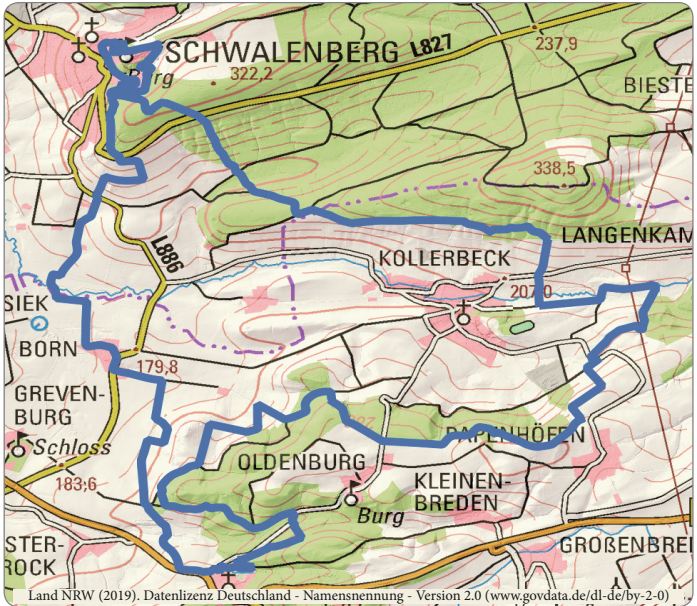 SCHWALENBERG
L827
237,9
Burg
322,2
BIESTE
338,5
L886
KOLLERBECK
LANGENKAM
207,0
SIEK
BORN
179,8
GREVEN-
BURG
Schloss
183,6
PAPENHÖFEN
OLDENBURG
KLEINEN-
BREDEN
Burg
STER-
ROCK
GROßENBRE
Land NRW (2019). Datenlizenz Deutschland - Namensnennung - Version 2.0 (www.govdata.de/dl-de/by-2-0)